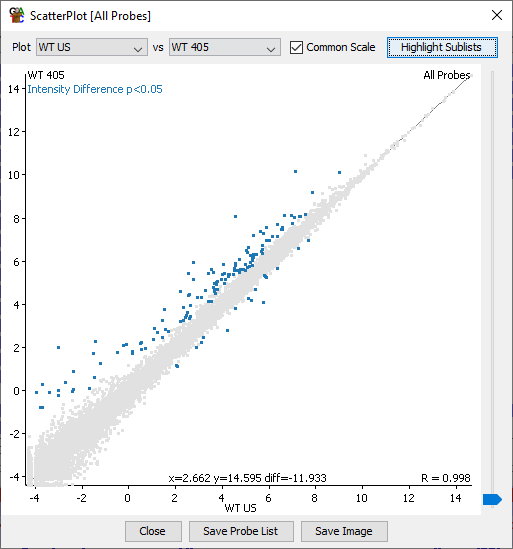 ScatterPlot [All Probes]
Plot WT US vs WT 405 Common Scale Highlight Sublists
WT 405 All Probes
Intensity Difference p<0.05
14
12
10
8
6
4
2
0
-2
-4
x=2.662 y=14.595 diff=-11.933 R = 0.998
-4 -2 0 2 4 6 8 10 12 14
WT US
Close Save Probe List Save Image